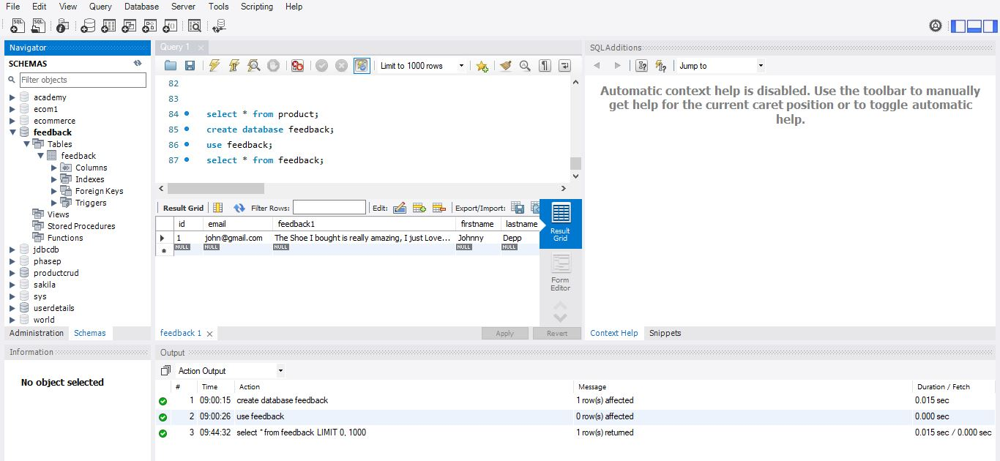 File Edit View Query Database Server Tools Scripting Help
Navigator
SCHEMAS
Filter objects
academy
ecom1
ecommerce
feedback
Tables
feedback
Columns
Indexes
Foreign Keys
Triggers
Views
Stored Procedures
Functions
jdbcdb
phasep
productcrud
sakila
sys
userdetails
world
Administration Schemas
Information
No object selected
Query 1
Limit to 1000 rows
82
83
84 select * from product;
85 create database feedback;
86 use feedback;
87 select * from feedback;
Result Grid Filter Rows: Edit: Export/Import:
id email feedback1 firstname lastname
1 john@gmail.com The Shoe I bought is really amazing, I just Love... Johnny Depp
NULL NULL NULL NULL NULL
Result
Grid
Form
Editor
feedback 1
Apply Revert
SQLAdditions
Jump to
Automatic context help is disabled. Use the toolbar to manually
get help for the current caret position or to toggle automatic
help.
Context Help Snippets
Output
Action Output
# Time Action Message Duration / Fetch
1 09:00:15 create database feedback 1 row(s) affected 0.015 sec
2 09:00:26 use feedback 0 row(s) affected 0.000 sec
3 09:44:32 select * from feedback LIMIT 0, 1000 1 row(s) returned 0.015 sec / 0.000 sec